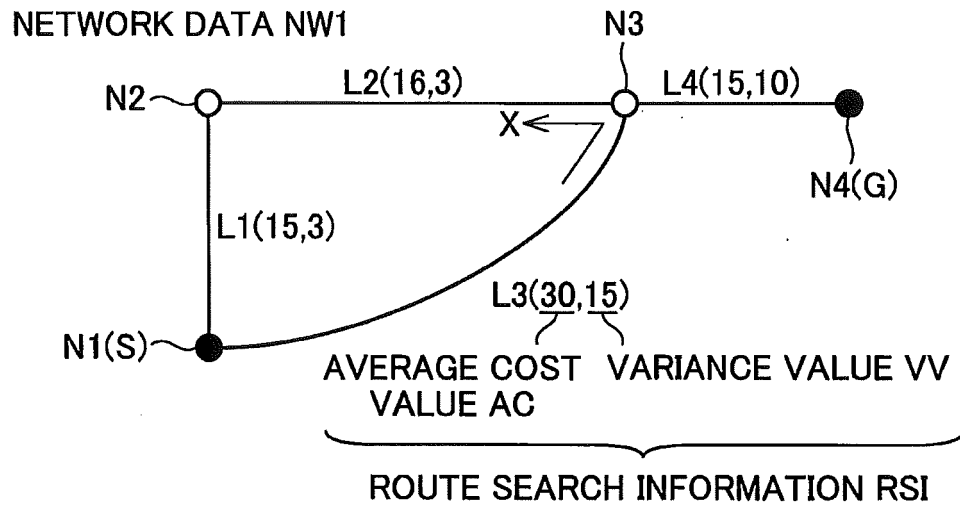 NETWORK DATA NW1
N3
N2
L2(16,3)
L4(15,10)
X
N4(G)
L1(15,3)
L3(30,15)
N1(S)
AVERAGE COST VALUE AC
VARIANCE VALUE VV
ROUTE SEARCH INFORMATION RSI